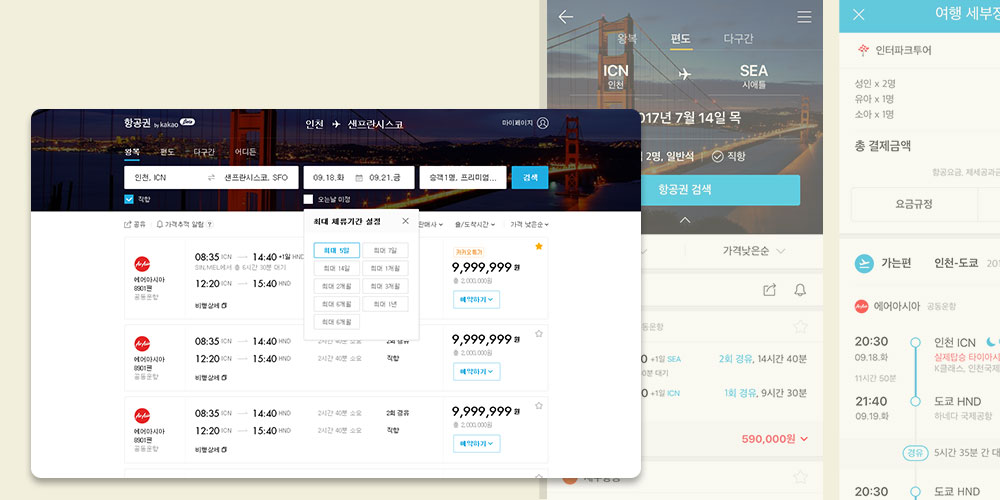 항공권 by kakao Beta
인천 ✈ 샌프란시스코
마이페이지
왕복 편도 다구간 어디든
인천, ICN 샌프란시스코, SFO 09.18.화 09.21.금 승객1명, 프리미엄... 검색
직항 오는날 미정
공유 가격추적 알람 ?
최대 체류기간 설정
최대 5일 최대 7일
최대 14일 최대 1개월
최대 2개월 최대 3개월
최대 6개월 최대 1년
최대 6개월
판매사 출/도착시간 가격 낮은순
에어아시아
8901편
공동운항
08:35 ICN → 14:40 +1일 HND
SIN,MEL에서 총 6시간 30분 대기
12:20 ICN → 15:40 HND
비행상세
9,999,999 원
총 2,000,000원
예약하기
에어아시아
8901편
공동운항
08:35 ICN → 14:40 HND 2시간 40분 소요 2회 경유
12:20 ICN → 15:40 HND 2시간 40분 소요 직항
비행상세
9,999,999 원
총 2,000,000원
예약하기
에어아시아
8901편
공동운항
08:35 ICN → 14:40 HND 2시간 40분 소요 2회 경유
12:20 ICN → 15:40 HND 2시간 40분 소요 직항
비행상세
9,999,999 원
총 2,000,000원
예약하기
왕복 편도 다구간
ICN SEA
인천 시애틀
017년 7월 14일 목
2명, 일반석 직항
항공권 검색
가격낮은순
동운항
0 +1일 SEA 2회 경유, 14시간 40분
0분 대기
0 +1일 ICN 1회 경유, 9시간 30분
590,000원
제주항공
여행 세부정
인터파크투어
성인 x 2명
유아 x 1명
소아 x 1명
총 결제금액
항공요금, 제세공과금
요금규정
가는편 인천-도쿄 201
에어아시아 공동운항
20:30 인천 ICN
09.18.화 실제탑승 타이아시
K클래스, 인천국제
11시간 50분
21:40 도쿄 HND
09.19.화 하네다 국제공항
경유 5시간 35분 간 대
20:30 도쿄 HND